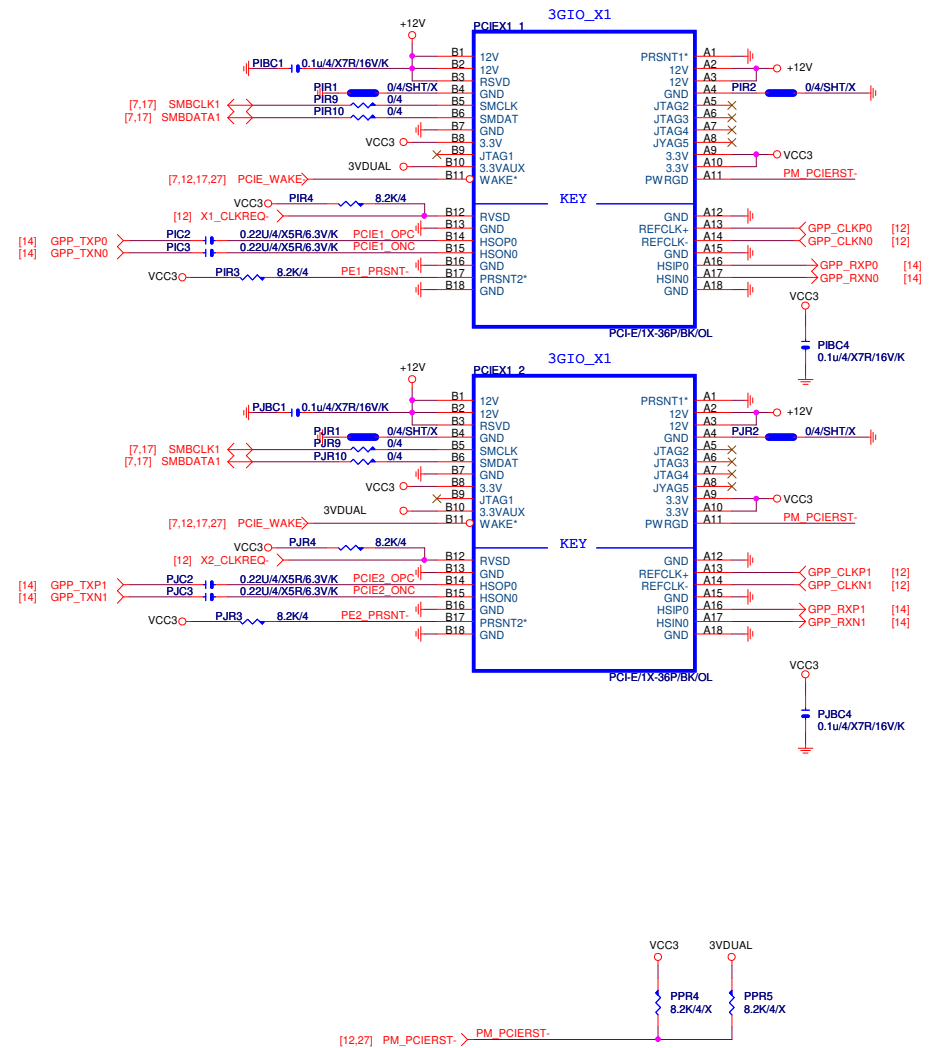 3GIO_X1
PCIEX1_1
+12V
PIBC1 0.1u/4/X7R/16V/K
B1 12V PRSNT1* A1
B2 12V 12V A2 +12V
B3 RSVD 12V A3
PIR1 0/4/SHT/X B4 GND GND A4 PIR2 0/4/SHT/X
[7,17] SMBCLK1 PIR9 0/4 B5 SMCLK JTAG2 A5
[7,17] SMBDATA1 PIR10 0/4 B6 SMDAT JTAG3 A6
B7 GND JTAG4 A7
VCC3 B8 3.3V JYAG5 A8
B9 JTAG1 3.3V A9 VCC3
3VDUAL B10 3.3VAUX 3.3V A10
[7,12,17,27] PCIE_WAKE B11 WAKE* PWRGD A11 PM_PCIERST-
KEY
VCC3 PIR4 8.2K/4
[12] X1_CLKREQ- B12 RVSD GND A12
B13 GND REFCLK+ A13 GPP_CLKP0 [12]
[14] GPP_TXP0 PIC2 0.22U/4/X5R/6.3V/K PCIE1_OPC B14 HSOP0 REFCLK- A14 GPP_CLKN0 [12]
[14] GPP_TXN0 PIC3 0.22U/4/X5R/6.3V/K PCIE1_ONC B15 HSON0 GND A15
B16 GND HSIP0 A16 GPP_RXP0 [14]
VCC3 PIR3 8.2K/4 PE1_PRSNT- B17 PRSNT2* HSIN0 A17 GPP_RXN0 [14]
B18 GND GND A18
VCC3
PCI-E/1X-36P/BK/OL
PIBC4
0.1u/4/X7R/16V/K
3GIO_X1
PCIEX1_2
+12V
PJBC1 0.1u/4/X7R/16V/K
B1 12V PRSNT1* A1
B2 12V 12V A2 +12V
B3 RSVD 12V A3
PJR1 0/4/SHT/X B4 GND GND A4 PJR2 0/4/SHT/X
[7,17] SMBCLK1 PJR9 0/4 B5 SMCLK JTAG2 A5
[7,17] SMBDATA1 PJR10 0/4 B6 SMDAT JTAG3 A6
B7 GND JTAG4 A7
VCC3 B8 3.3V JYAG5 A8
B9 JTAG1 3.3V A9 VCC3
3VDUAL B10 3.3VAUX 3.3V A10
[7,12,17,27] PCIE_WAKE B11 WAKE* PWRGD A11 PM_PCIERST-
KEY
VCC3 PJR4 8.2K/4
[12] X2_CLKREQ- B12 RVSD GND A12
B13 GND REFCLK+ A13 GPP_CLKP1 [12]
[14] GPP_TXP1 PJC2 0.22U/4/X5R/6.3V/K PCIE2_OPC B14 HSOP0 REFCLK- A14 GPP_CLKN1 [12]
[14] GPP_TXN1 PJC3 0.22U/4/X5R/6.3V/K PCIE2_ONC B15 HSON0 GND A15
B16 GND HSIP0 A16 GPP_RXP1 [14]
VCC3 PJR3 8.2K/4 PE2_PRSNT- B17 PRSNT2* HSIN0 A17 GPP_RXN1 [14]
B18 GND GND A18
VCC3
PCI-E/1X-36P/BK/OL
PJBC4
0.1u/4/X7R/16V/K
VCC3 3VDUAL
PPR4 PPR5
8.2K/4/X 8.2K/4/X
[12,27] PM_PCIERST- PM_PCIERST-